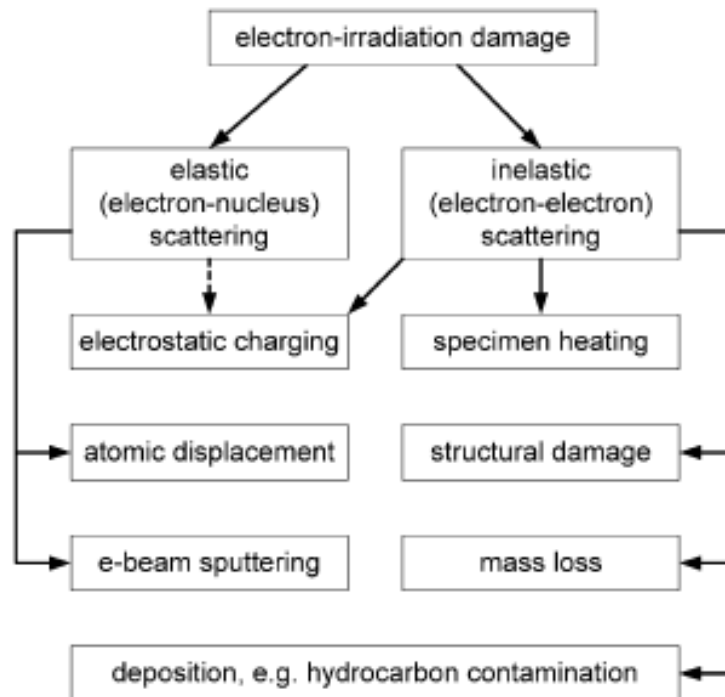 electron-irradiation damage
elastic
(electron-nucleus)
scattering
inelastic
(electron-electron)
scattering
electrostatic charging
specimen heating
atomic displacement
structural damage
e-beam sputtering
mass loss
deposition, e.g. hydrocarbon contamination